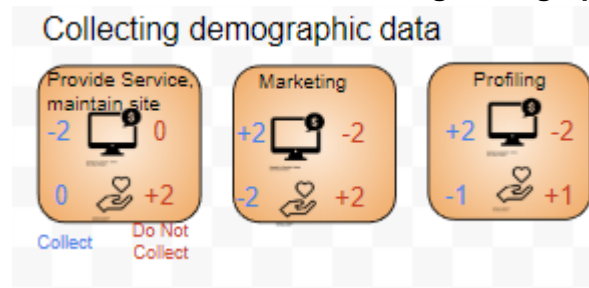 Collecting demographic data
Provide Service,
maintain site
-2 $ 0
0 +2
Marketing
+2 $ -2
-2 +2
Profiling
+2 $ -2
-1 +1
Collect
Do Not
Collect